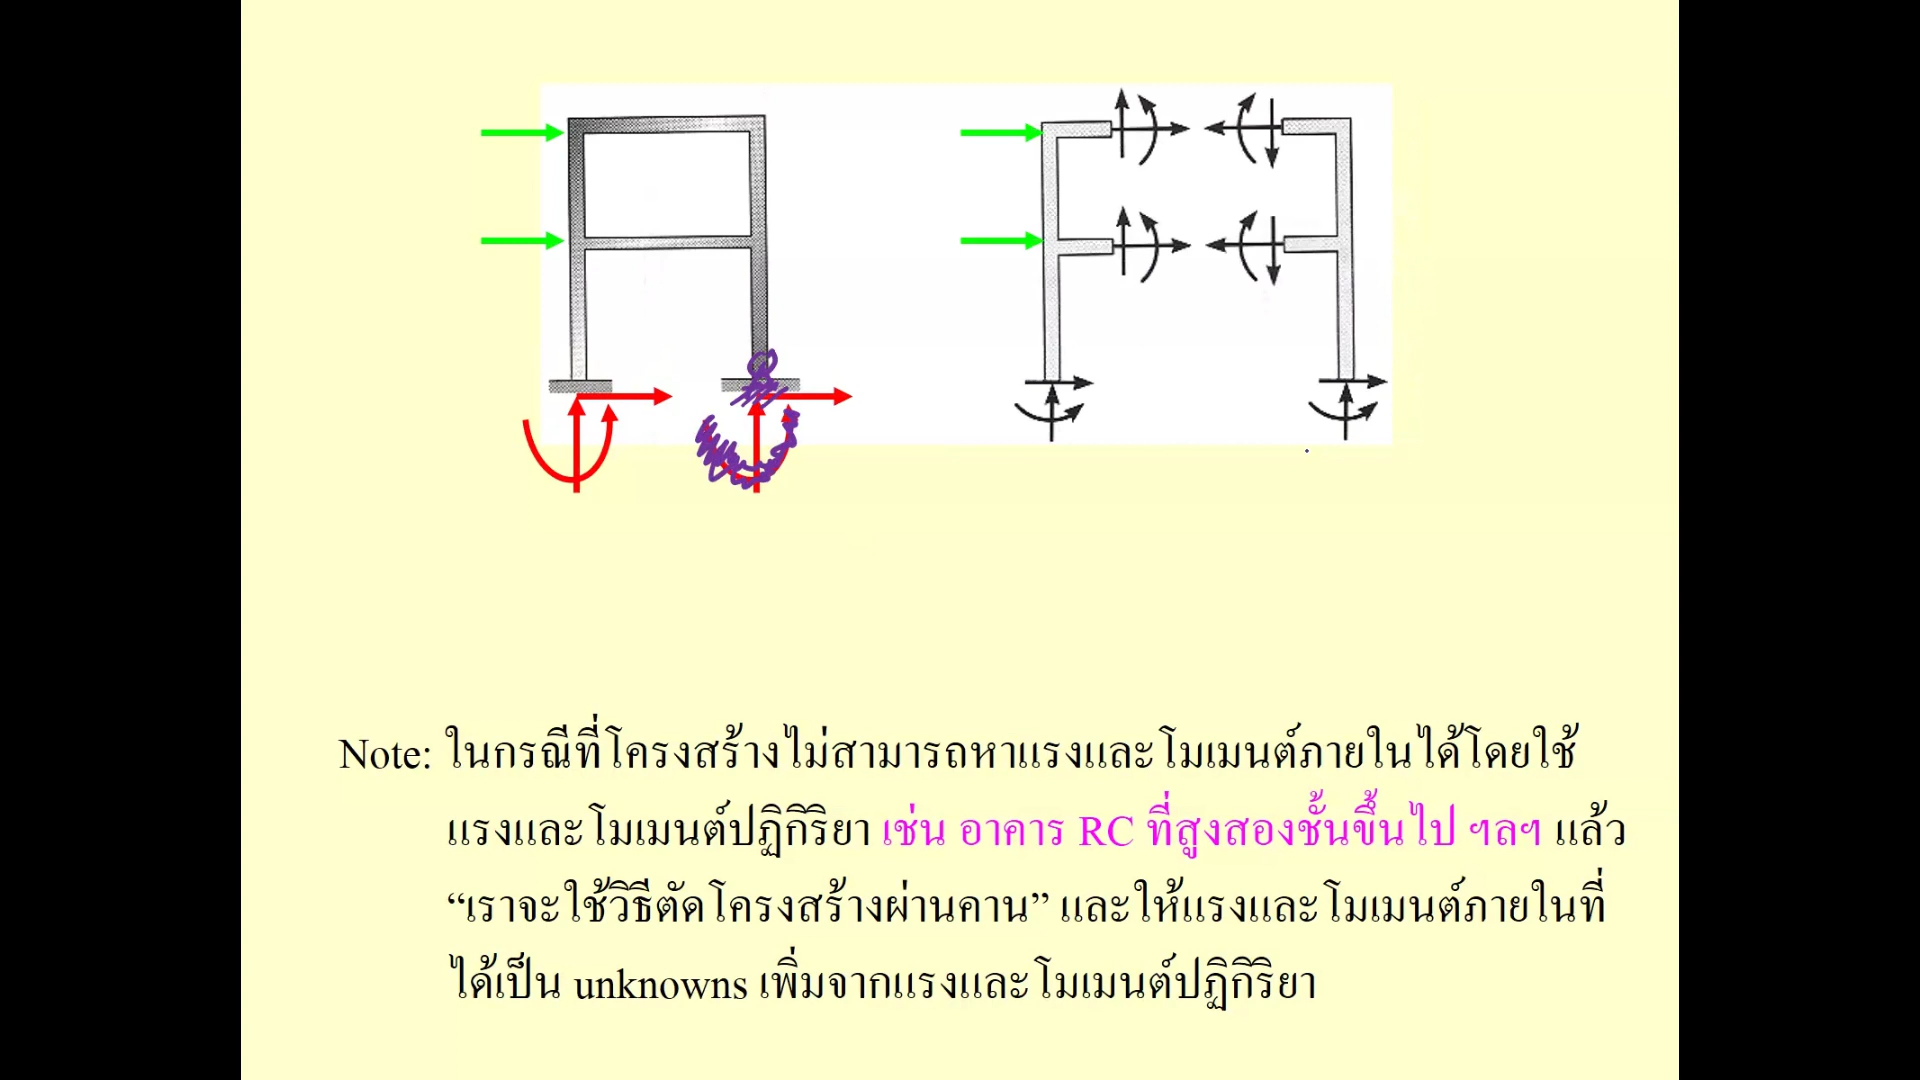 Note: ในกรณีที่โครงสร้างไม่สามารถหาแรงและโมเมนต์ภายในได้โดยใช้
แรงและโมเมนต์ปฏิกิริยา เช่น อาคาร RC ที่สูงสองชั้นขึ้นไป ฯลฯ แล้ว
“เราจะใช้วิธีตัดโครงสร้างผ่านคาน” และให้แรงและโมเมนต์ภายในที่
ได้เป็น unknowns เพิ่มจากแรงและโมเมนต์ปฏิกิริยา